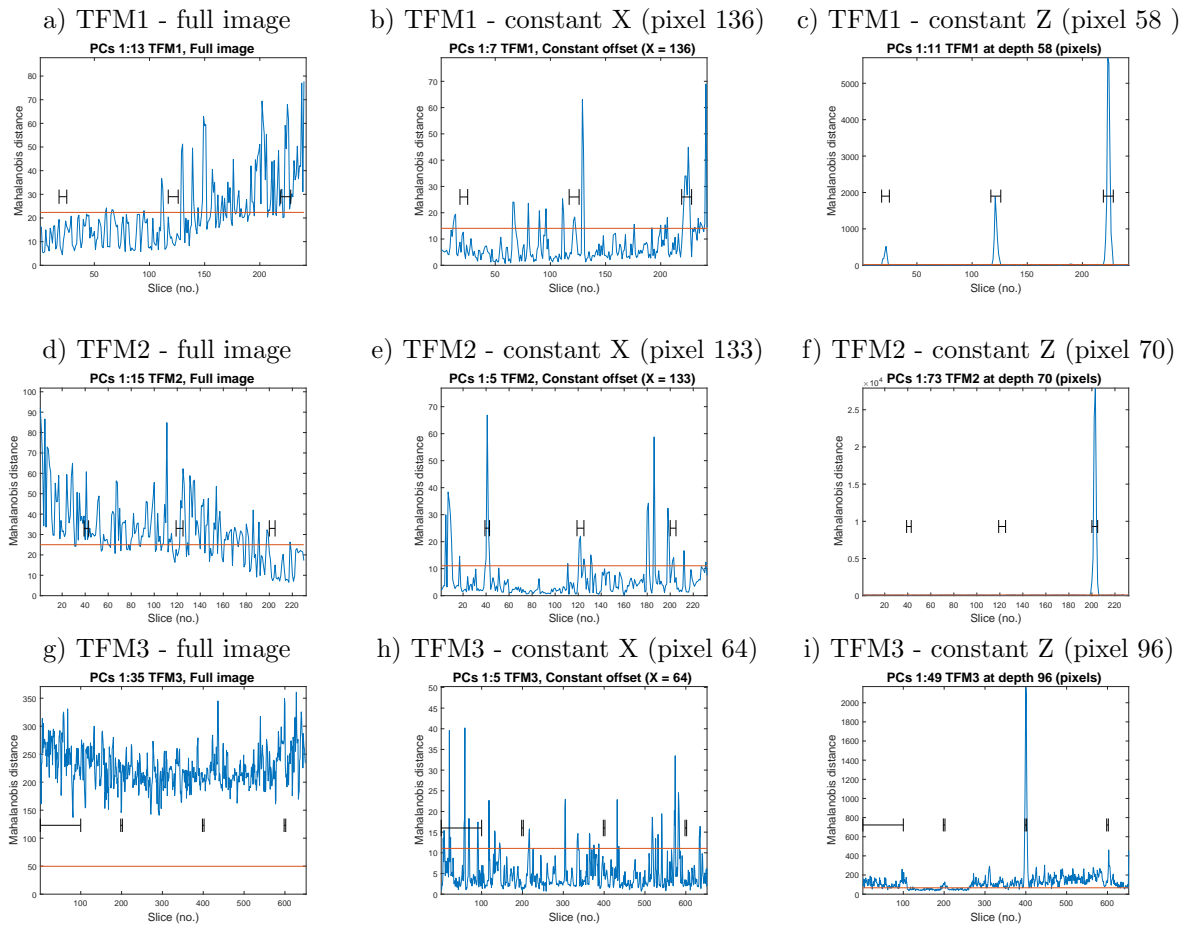 a) TFM1 - full image
b) TFM1 - constant X (pixel 136)
c) TFM1 - constant Z (pixel 58 )
PCs 1:13 TFM1, Full image
PCs 1:7 TFM1, Constant offset (X = 136)
PCs 1:11 TFM1 at depth 58 (pixels)
Mahalanobis distance
80
70
60
50
40
30
20
10
0
50
100
150
200
Slice (no.)
Mahalanobis distance
70
60
50
40
30
20
10
0
50
100
150
200
Slice (no.)
Mahalanobis distance
5000
4000
3000
2000
1000
0
50
100
150
200
Slice (no.)
d) TFM2 - full image
e) TFM2 - constant X (pixel 133)
f) TFM2 - constant Z (pixel 70)
PCs 1:15 TFM2, Full image
PCs 1:5 TFM2, Constant offset (X = 133)
PCs 1:73 TFM2 at depth 70 (pixels)
Mahalanobis distance
100
90
80
70
60
50
40
30
20
10
0
20 40 60 80 100 120 140 160 180 200 220
Slice (no.)
Mahalanobis distance
70
60
50
40
30
20
10
0
20 40 60 80 100 120 140 160 180 200 220
Slice (no.)
×10⁴
Mahalanobis distance
2.5
2
1.5
1
0.5
0
20 40 60 80 100 120 140 160 180 200 220
Slice (no.)
g) TFM3 - full image
h) TFM3 - constant X (pixel 64)
i) TFM3 - constant Z (pixel 96)
PCs 1:35 TFM3, Full image
PCs 1:5 TFM3, Constant offset (X = 64)
PCs 1:49 TFM3 at depth 96 (pixels)
Mahalanobis distance
350
300
250
200
150
100
50
0
100 200 300 400 500 600
Slice (no.)
Mahalanobis distance
50
45
40
35
30
25
20
15
10
5
0
100 200 300 400 500 600
Slice (no.)
Mahalanobis distance
2000
1800
1600
1400
1200
1000
800
600
400
200
0
100 200 300 400 500 600
Slice (no.)